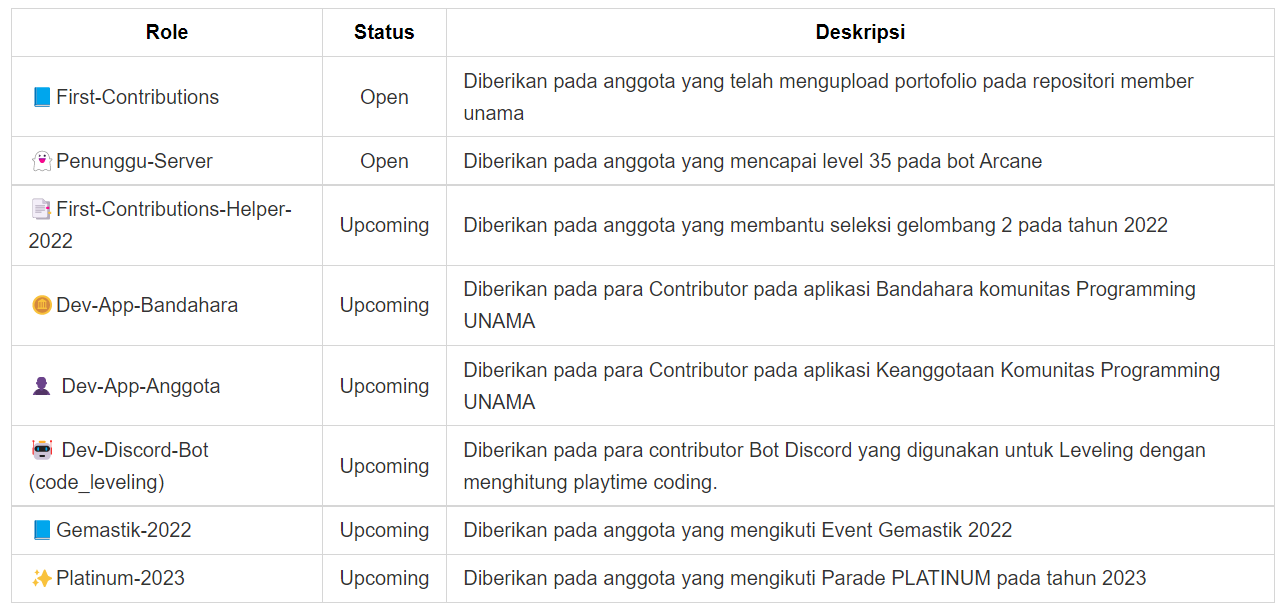 Role Status Deskripsi
📘 First-Contributions Open Diberikan pada anggota yang telah mengupload portofolio pada repositori member
unama
👻 Penunggu-Server Open Diberikan pada anggota yang mencapai level 35 pada bot Arcane
📑 First-Contributions-Helper-
2022 Upcoming Diberikan pada anggota yang membantu seleksi gelombang 2 pada tahun 2022
🪙 Dev-App-Bandahara Upcoming Diberikan pada para Contributor pada aplikasi Bandahara komunitas Programming
UNAMA
👤 Dev-App-Anggota Upcoming Diberikan pada para Contributor pada aplikasi Keanggotaan Komunitas Programming
UNAMA
🤖 Dev-Discord-Bot
(code_leveling) Upcoming Diberikan pada para contributor Bot Discord yang digunakan untuk Leveling dengan
menghitung playtime coding.
📘 Gemastik-2022 Upcoming Diberikan pada anggota yang mengikuti Event Gemastik 2022
✨ Platinum-2023 Upcoming Diberikan pada anggota yang mengikuti Parade PLATINUM pada tahun 2023